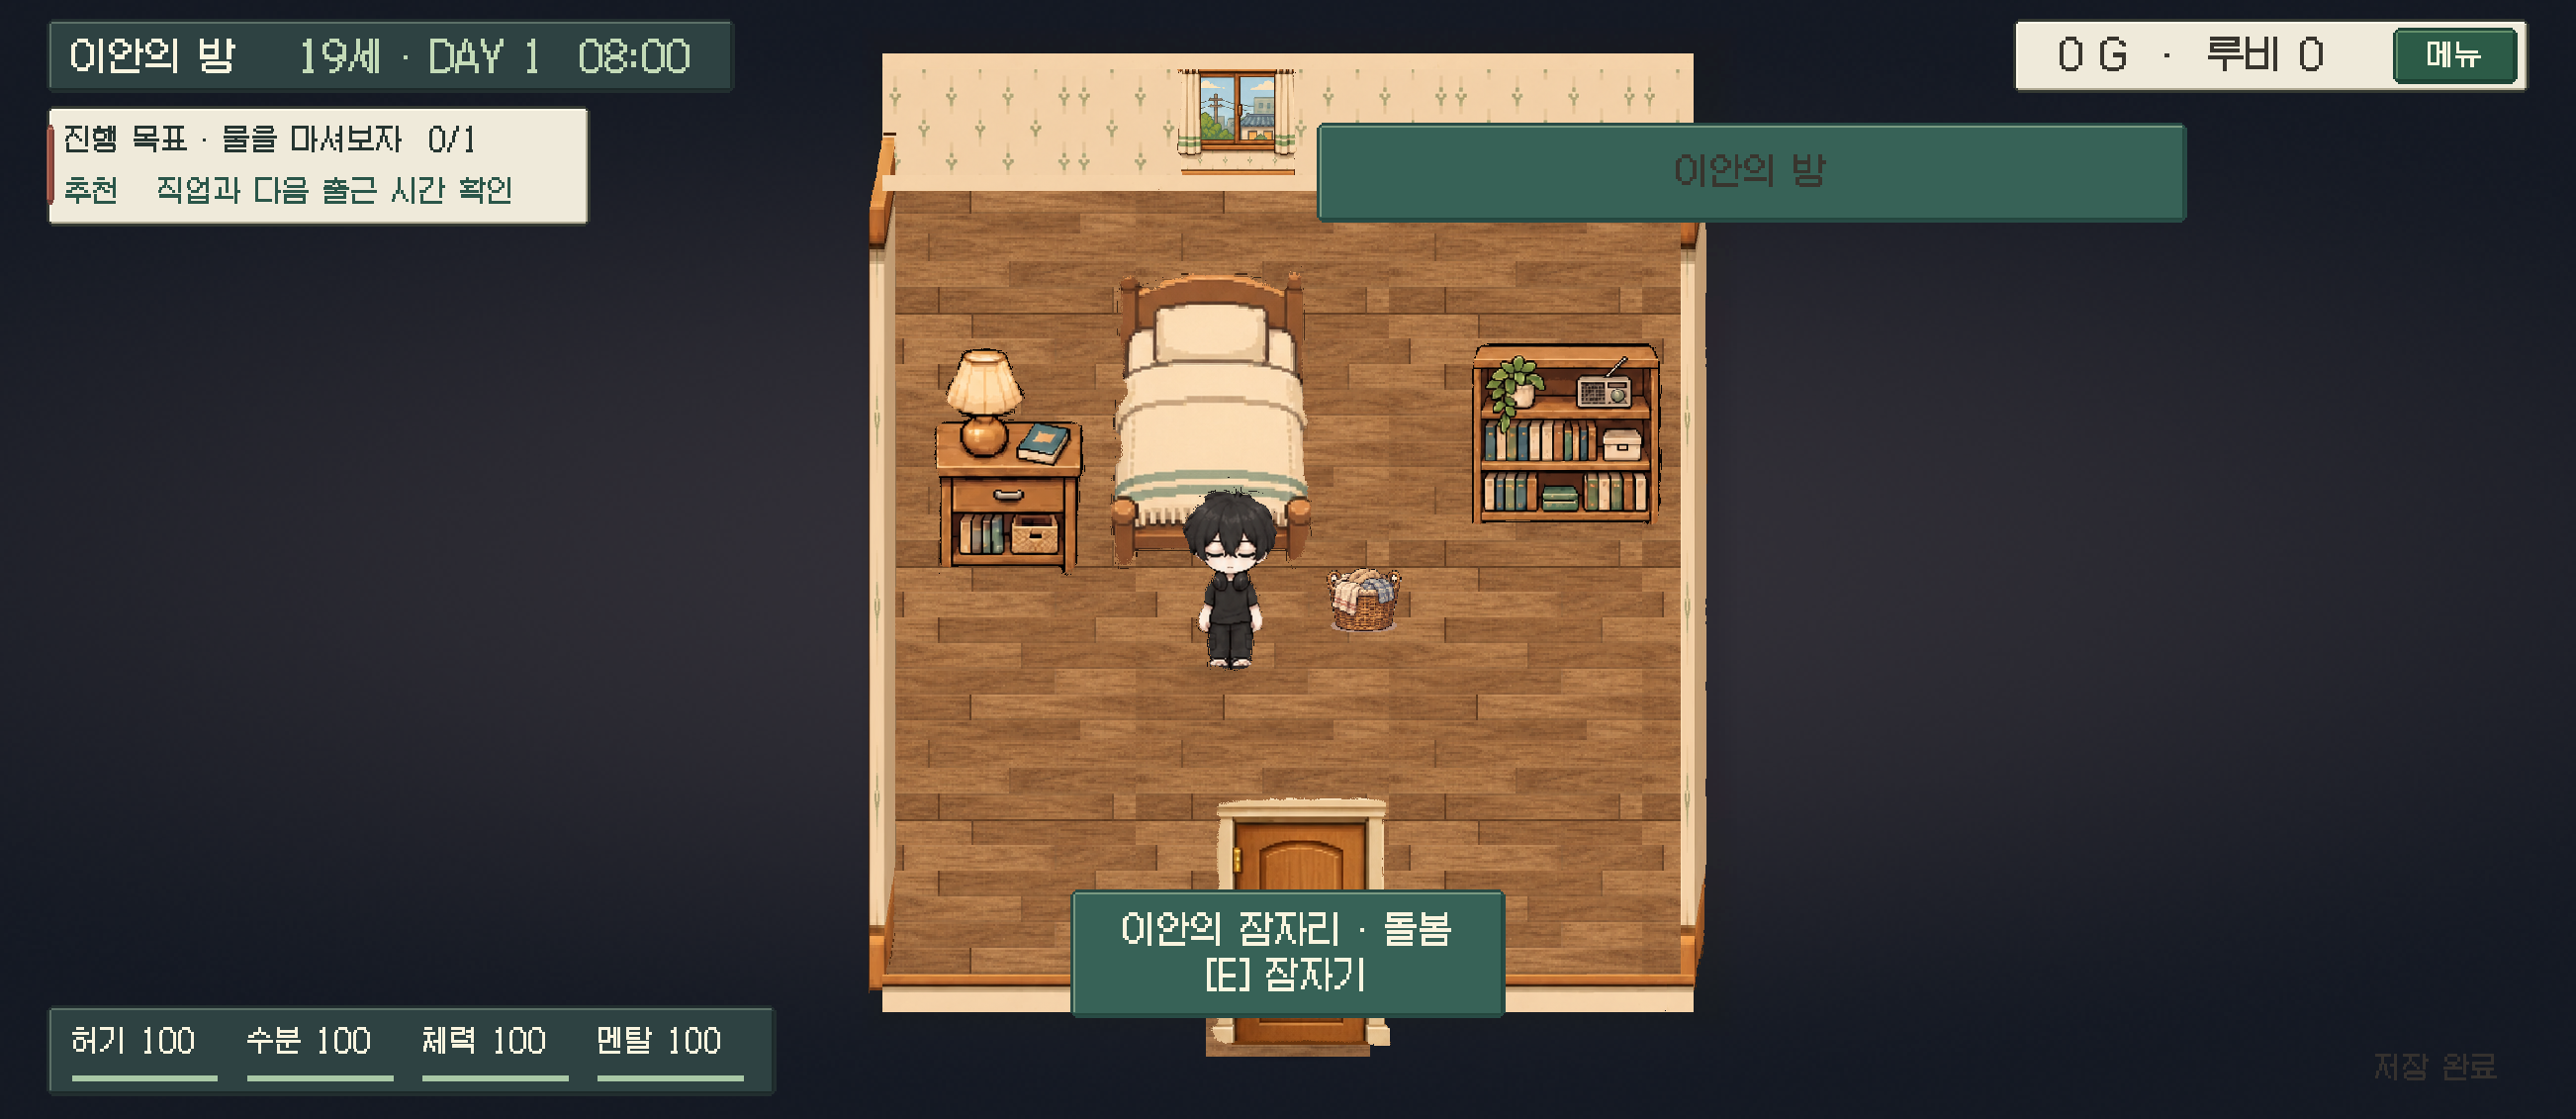 이안의 방 19세 · DAY 1 08:00
0 G · 루비 0 메뉴
진행 목표 · 물을 마셔보자 0/1
추천 직업과 다음 출근 시간 확인
이안의 방
이안의 잠자리 · 돌봄
[E] 잠자기
허기 100 수분 100 체력 100 멘탈 100
저장 완료